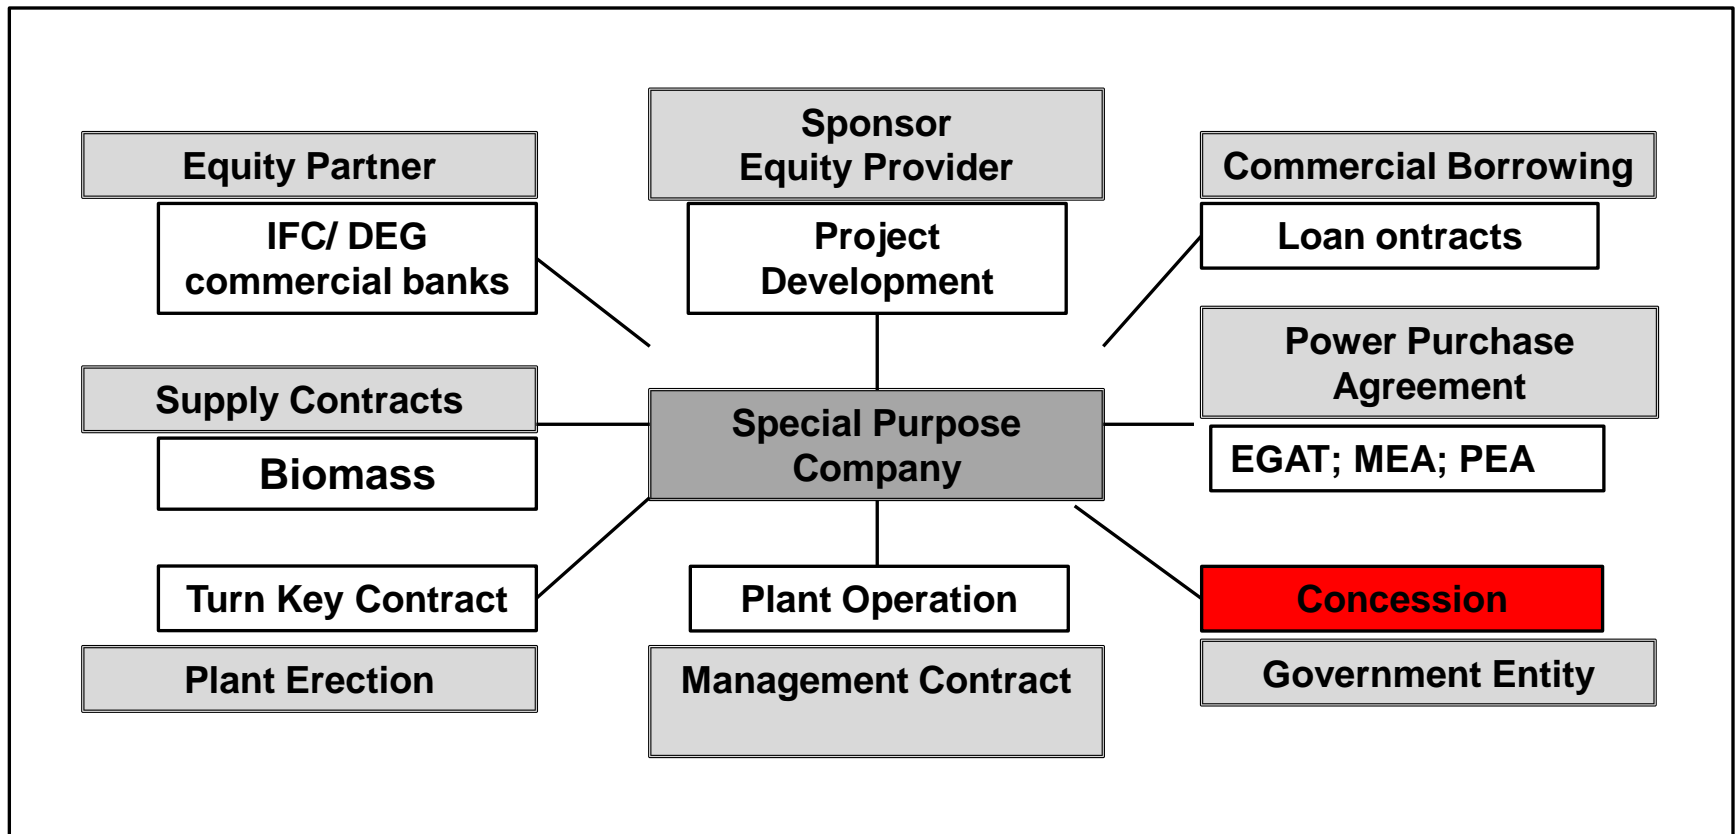 Equity Partner
IFC/ DEG
commercial banks
Sponsor
Equity Provider
Project
Development
Commercial Borrowing
Loan ontracts
Supply Contracts
Biomass
Special Purpose
Company
Power Purchase
Agreement
EGAT; MEA; PEA
Turn Key Contract
Plant Erection
Plant Operation
Management Contract
Concession
Government Entity